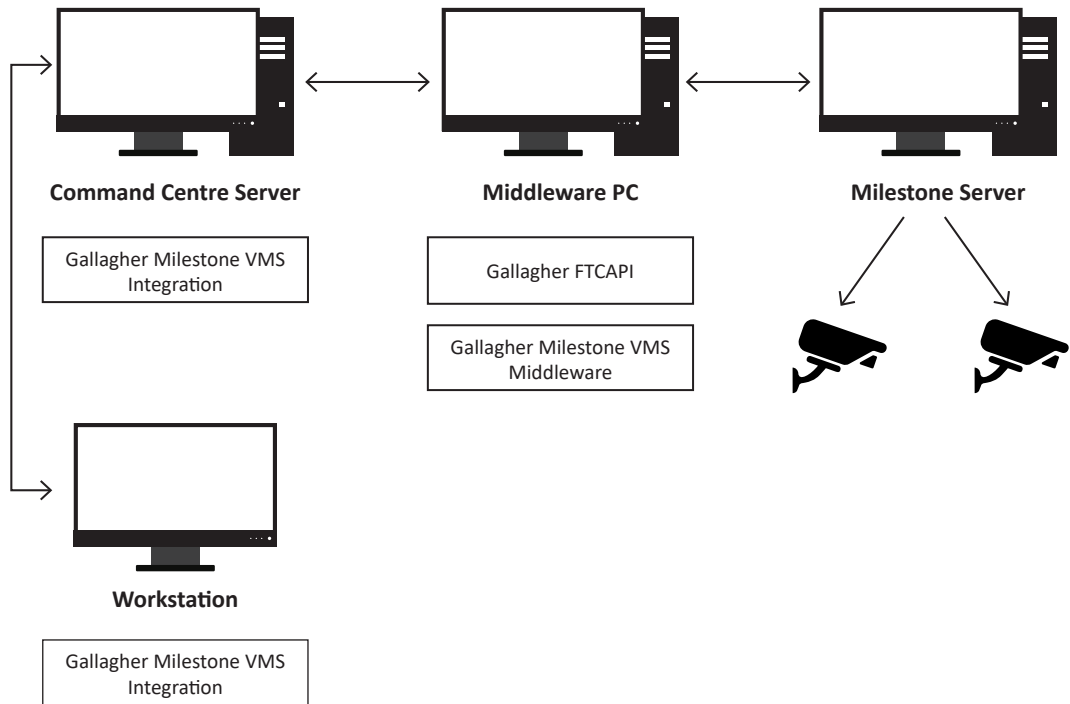 Command Centre Server
Middleware PC
Milestone Server
Gallagher Milestone VMS
Integration
Gallagher FTCAPI
Gallagher Milestone VMS
Middleware
Workstation
Gallagher Milestone VMS
Integration